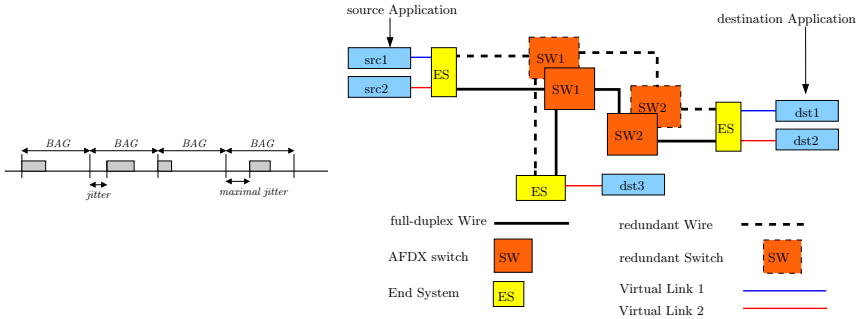 BAG BAG BAG BAG
jitter
maximal jitter
source Application
destination Application
src1
src2
ES
SW1
SW1
SW2
SW2
ES
dst1
dst2
ES
dst3
full-duplex Wire
redundant Wire
AFDX switch
SW
redundant Switch
SW
End System
ES
Virtual Link 1
Virtual Link 2